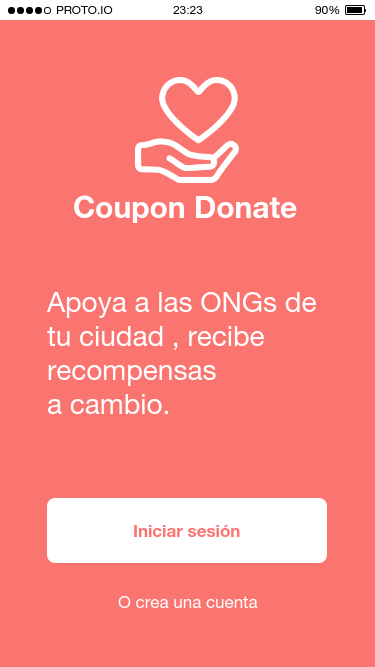 PROTO.IO 23:23 90%
Coupon Donate
Apoya a las ONGs de
tu ciudad , recibe
recompensas
a cambio.
Iniciar sesión
O crea una cuenta